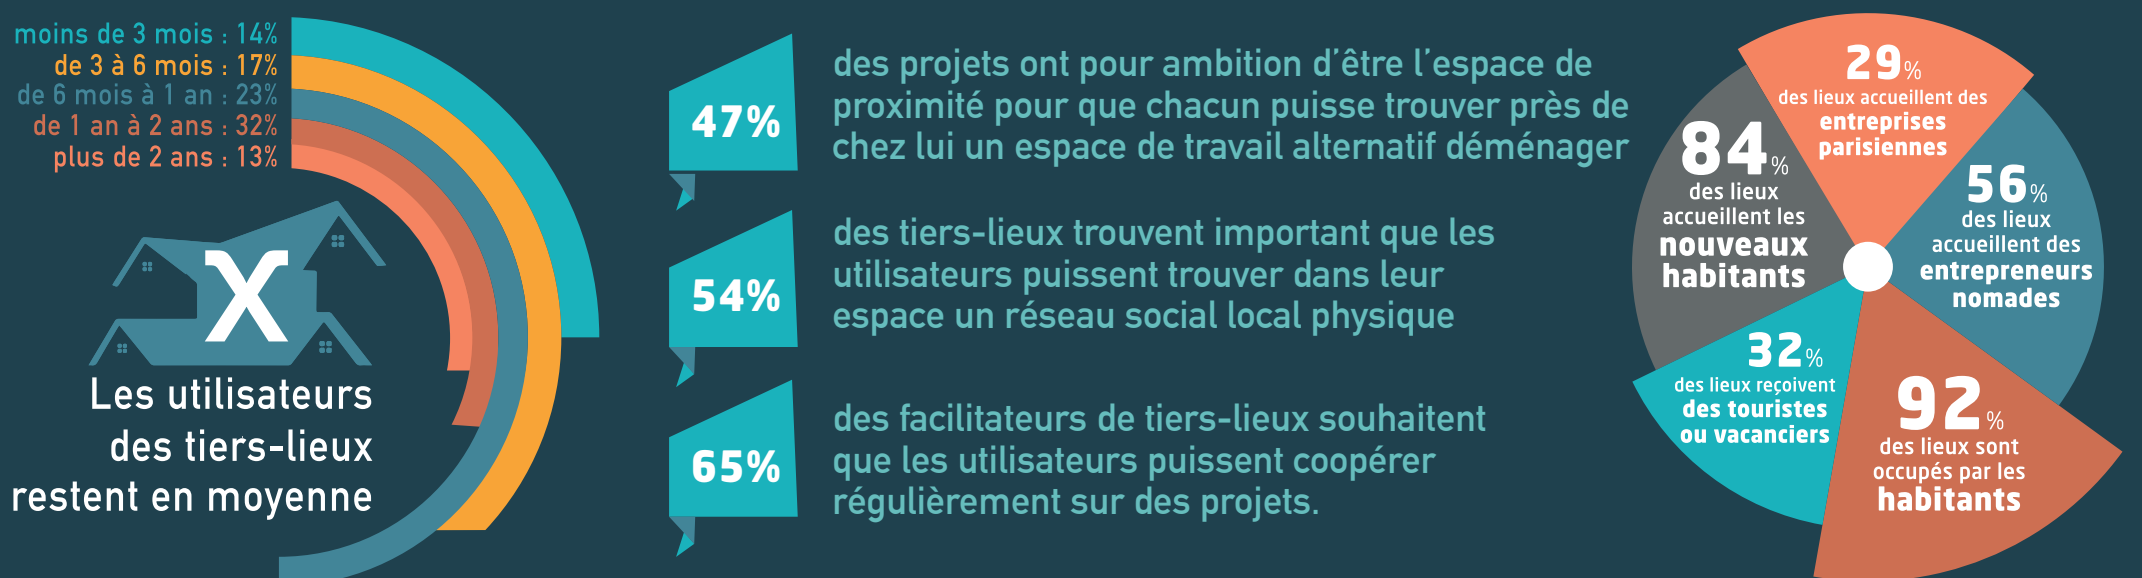 moins de 3 mois : 14%
de 3 à 6 mois : 17%
de 6 mois à 1 an : 23%
de 1 an à 2 ans : 32%
plus de 2 ans : 13%
X
Les utilisateurs
des tiers-lieux
restent en moyenne
47%
des projets ont pour ambition d’être l’espace de
proximité pour que chacun puisse trouver près de
chez lui un espace de travail alternatif déménager
54%
des tiers-lieux trouvent important que les
utilisateurs puissent trouver dans leur
espace un réseau social local physique
65%
des facilitateurs de tiers-lieux souhaitent
que les utilisateurs puissent coopérer
régulièrement sur des projets.
29%
des lieux accueillent des
entreprises
parisiennes
84%
des lieux
accueillent les
nouveaux
habitants
56%
des lieux
accueillent des
entrepreneurs
nomades
32%
des lieux reçoivent
des touristes
ou vacanciers
92%
des lieux sont
occupés par les
habitants